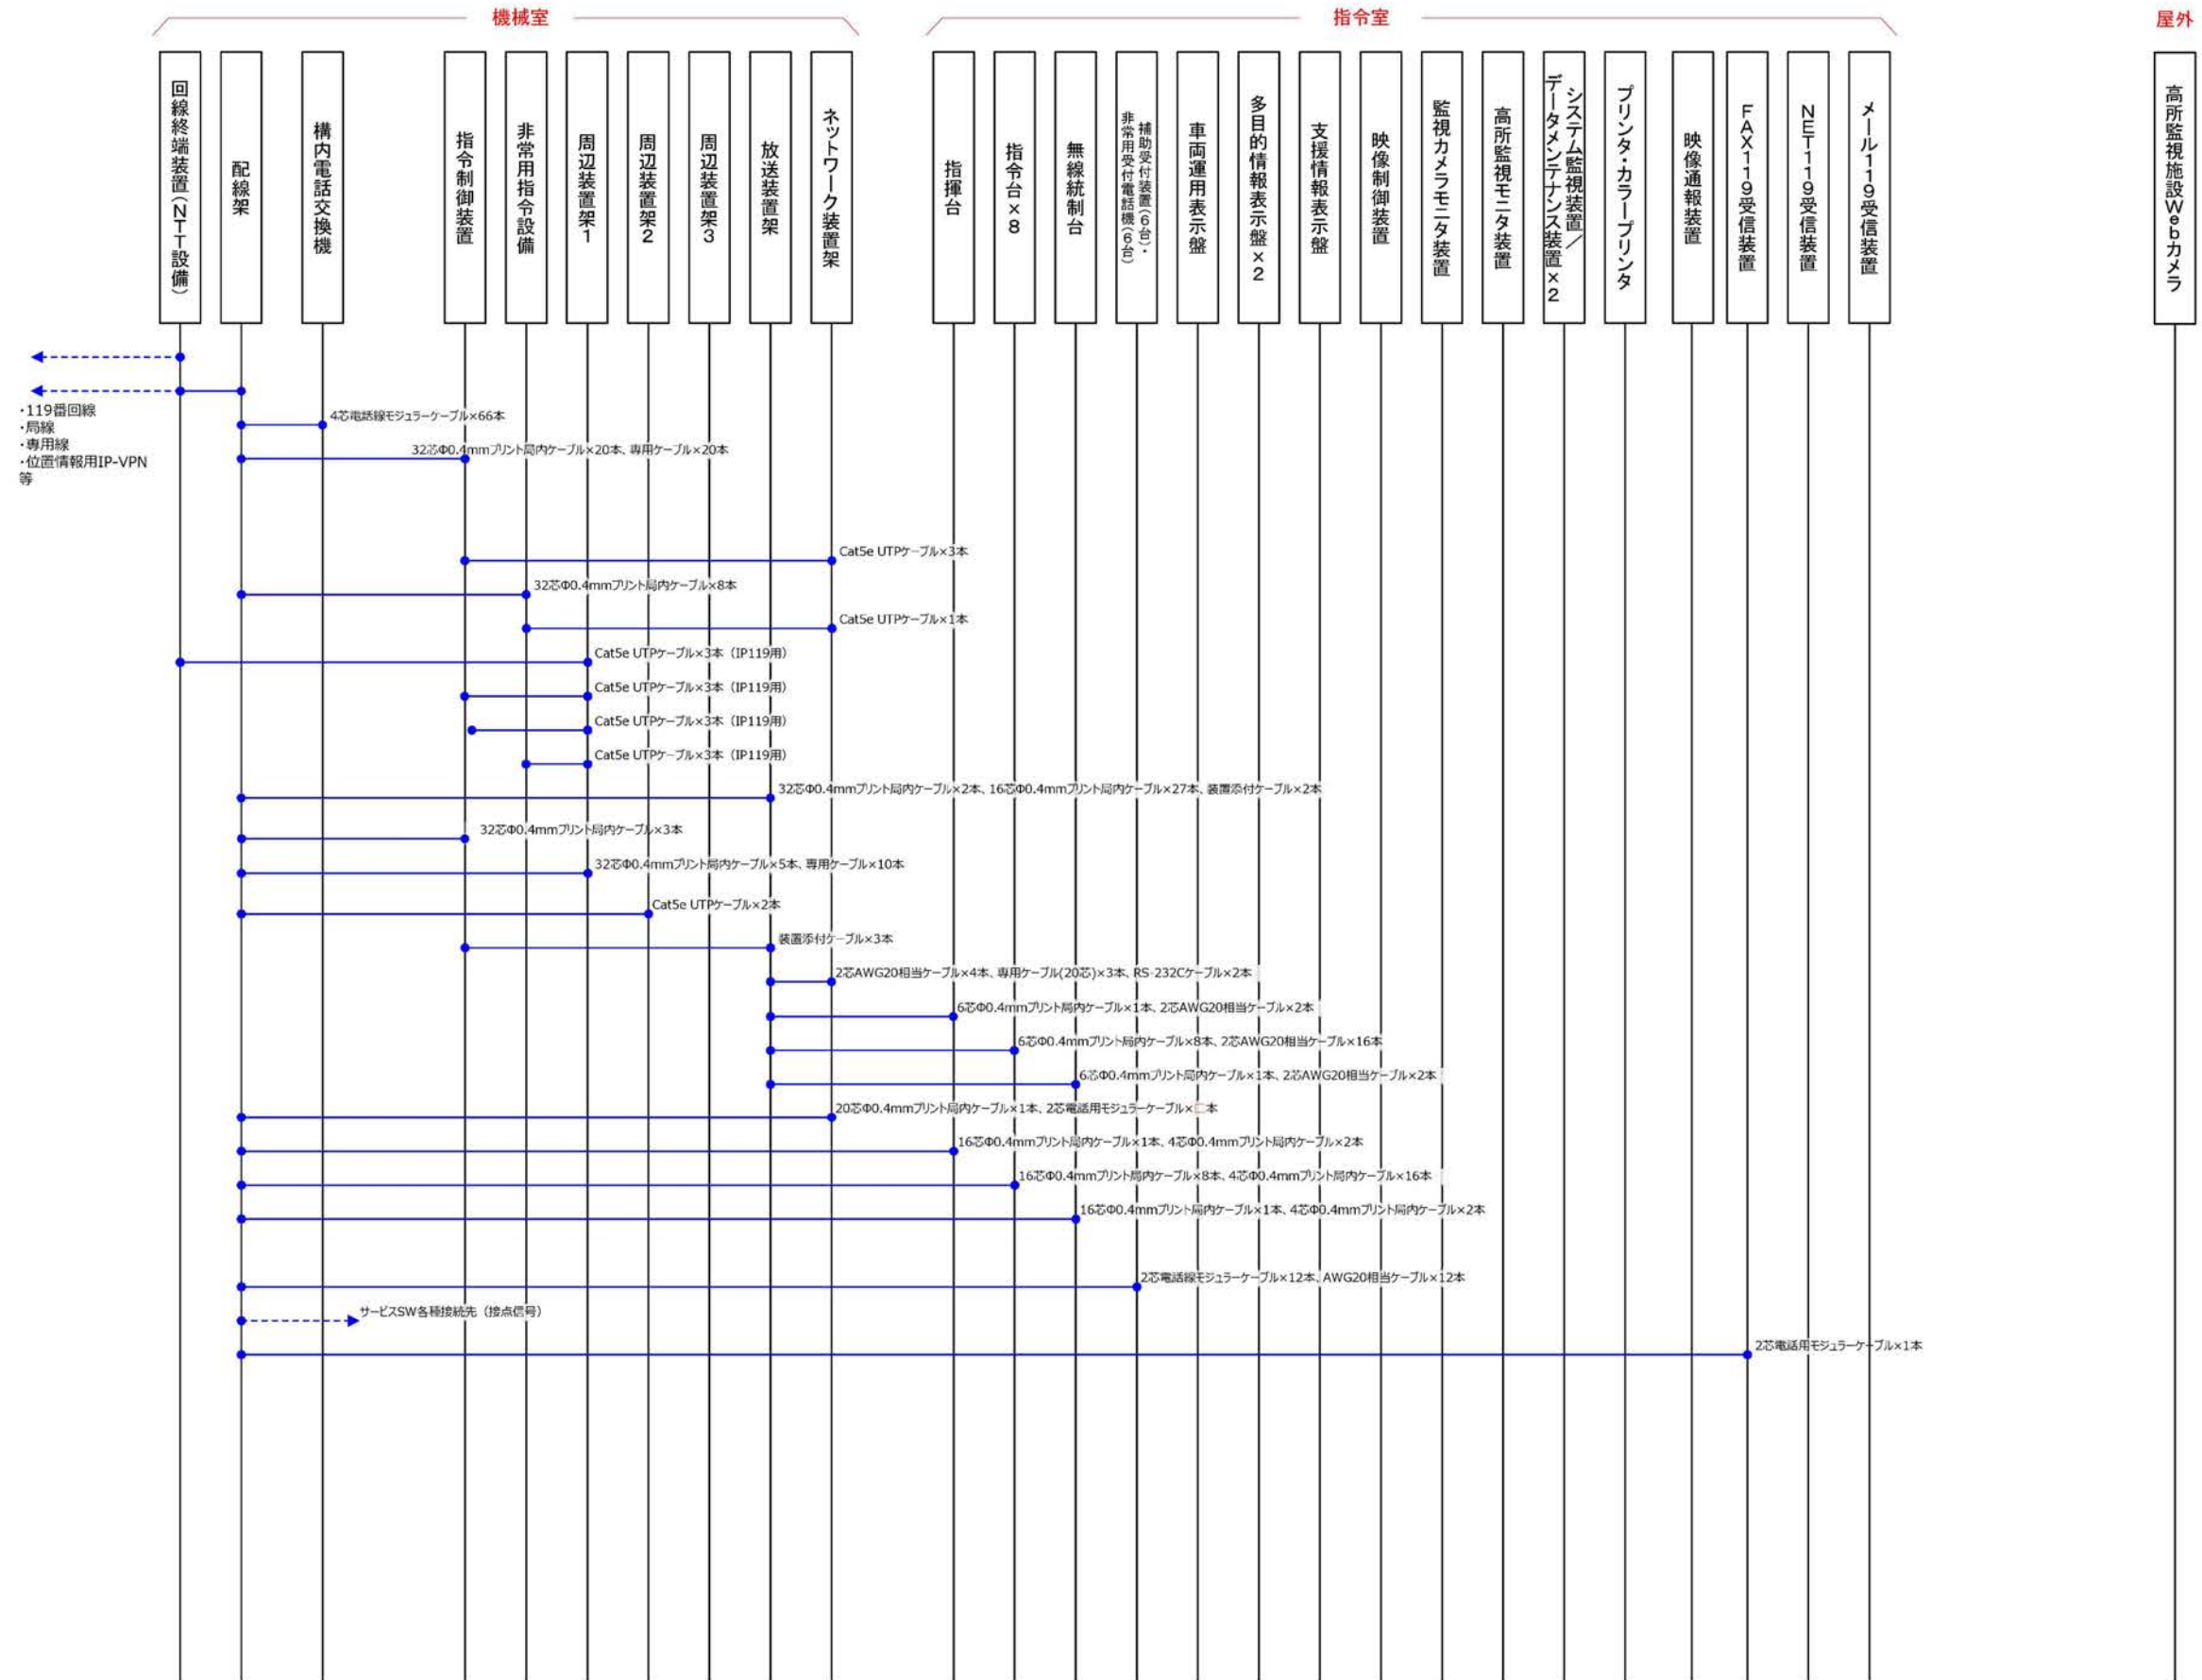 機械室
指令室
屋外
回線終端装置（NTT設備）
配線架
構内電話交換機
指令制御装置
非常用指令設備
周辺装置架1
周辺装置架2
周辺装置架3
放送装置架
ネットワーク装置架
指揮台
指令台×8
無線統制台
補助受付装置（6台）・
非常用受付電話機（6台）
車両運用表示盤
多目的情報表示盤×2
支援情報表示盤
映像制御装置
監視カメラモニタ装置
高所監視モニタ装置
システム監視装置／
データメンテナンス装置×2
プリンタ・カラープリンタ
映像通報装置
FAX119受信装置
NET119受信装置
メール119受信装置
高所監視施設Webカメラ
・119番回線
・局線
・専用線
・位置情報用IP-VPN
等
4芯電話線モジュラーケーブル×66本
32芯Φ0.4mmプリント局内ケーブル×20本、専用ケーブル×20本
Cat5e UTPケーブル×3本
32芯Φ0.4mmプリント局内ケーブル×8本
Cat5e UTPケーブル×1本
Cat5e UTPケーブル×3本（IP119用）
Cat5e UTPケーブル×3本（IP119用）
Cat5e UTPケーブル×3本（IP119用）
Cat5e UTPケーブル×3本（IP119用）
32芯Φ0.4mmプリント局内ケーブル×2本、16芯Φ0.4mmプリント局内ケーブル×27本、装置添付ケーブル×2本
32芯Φ0.4mmプリント局内ケーブル×3本
32芯Φ0.4mmプリント局内ケーブル×5本、専用ケーブル×10本
Cat5e UTPケーブル×2本
装置添付ケーブル×3本
2芯AWG20相当ケーブル×4本、専用ケーブル(20芯)×3本、RS-232Cケーブル×2本
6芯Φ0.4mmプリント局内ケーブル×1本、2芯AWG20相当ケーブル×2本
6芯Φ0.4mmプリント局内ケーブル×8本、2芯AWG20相当ケーブル×16本
6芯Φ0.4mmプリント局内ケーブル×1本、2芯AWG20相当ケーブル×2本
20芯Φ0.4mmプリント局内ケーブル×1本、2芯電話用モジュラーケーブル×□本
16芯Φ0.4mmプリント局内ケーブル×1本、4芯Φ0.4mmプリント局内ケーブル×2本
16芯Φ0.4mmプリント局内ケーブル×8本、4芯Φ0.4mmプリント局内ケーブル×16本
16芯Φ0.4mmプリント局内ケーブル×1本、4芯Φ0.4mmプリント局内ケーブル×2本
2芯電話線モジュラーケーブル×12本、AWG20相当ケーブル×12本
サービスSW各種接続先（接点信号）
2芯電話用モジュラーケーブル×1本